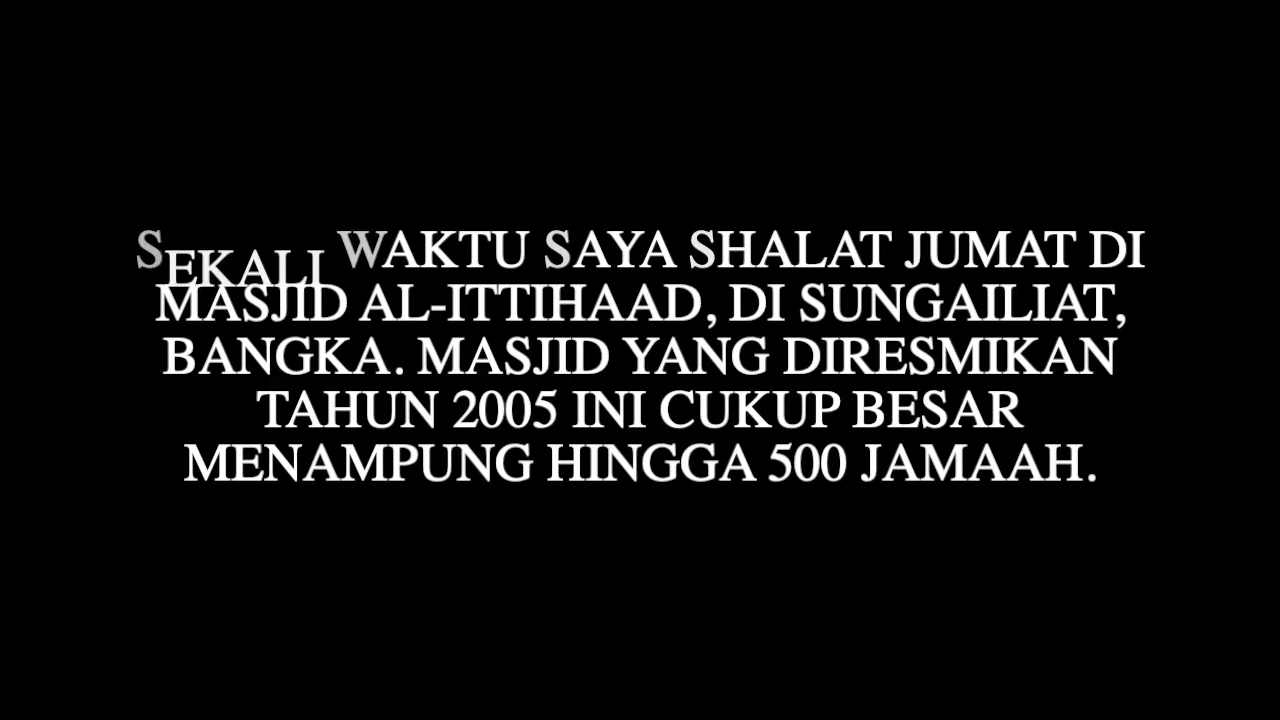 SEKALI WAKTU SAYA SHALAT JUMAT DI
MASJID AL-ITTIHAAD, DI SUNGAILIAT,
BANGKA. MASJID YANG DIRESMIKAN
TAHUN 2005 INI CUKUP BESAR
MENAMPUNG HINGGA 500 JAMAAH.